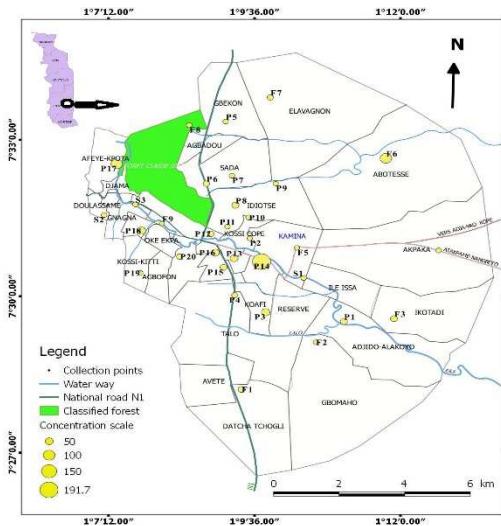 1°7'12.00"
1°9'36.00"
1°12'0.00"
N
F7
GBEKON
ELAVAGNON
P5
F8
AGBADOU
7°33'0.00"
AFEYE-KPOTA
P17
F6
ABOTESSE
SADA
DJAMA
P6
P7
P9
DOULASSAME
S3
P8
IDIOTSE
S2
GNAGNA
F9
P10
P11
P18
OKE EKPA
P12
KOSSI COPE
P2
KAMINA
KOSSI-KITTI
P16
P13
F5
AKPAKA
P20
P14
P19
AGBOFON
P15
S1
ILE ISSA
7°30'0.00"
P4
KOAFI
RESERVE
P3
IKOTADI
P1
F3
TALO
F2
ADJIDO-ALAKOYO
Legend
Collection points
Water way
National road N1
Classified forest
Concentration scale
50
100
150
191.7
AVETE
F1
GBOMAHO
DATCHA TCHOGLI
7°27'0.00"
0 2 4 6 km
1°7'12.00"
1°9'36.00"
1°12'0.00"